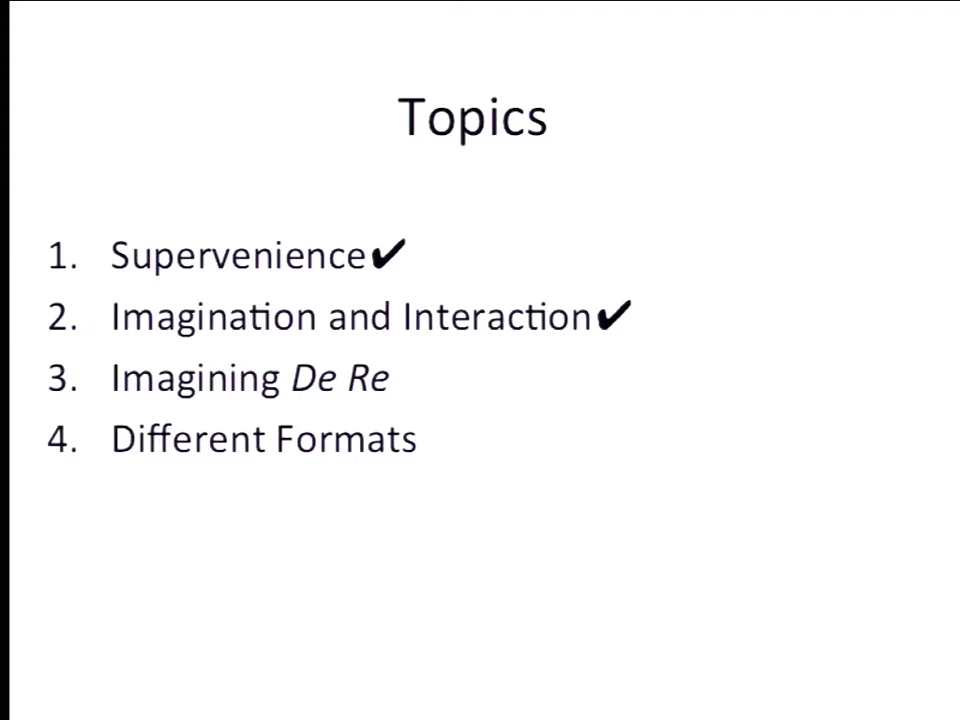 Topics
1. Supervenience✔
2. Imagination and Interaction✔
3. Imagining De Re
4. Different Formats